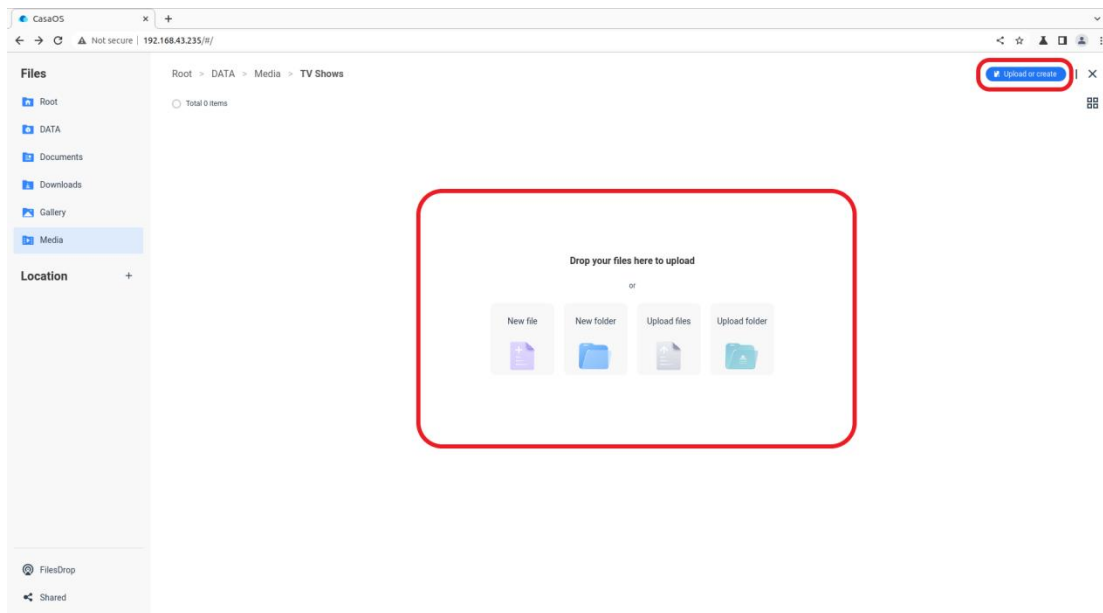 CasaOS
Not secure | 192.168.43.235/#/
Files
Root > DATA > Media > TV Shows
Upload or create
Root
Total 0 items
DATA
Documents
Downloads
Gallery
Media
Location +
Drop your files here to upload
or
New file New folder Upload files Upload folder
FilesDrop
Shared